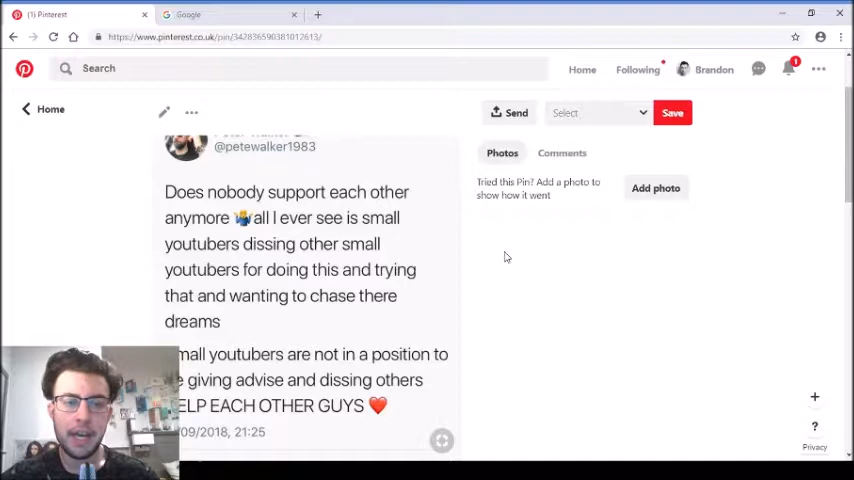 (1) Pinterest
Google
https://www.pinterest.co.uk/pin/342836590381012613/
Search
Home
Following
Brandon
1
Home
Send
Select
Save
@petewalker1983
Photos
Comments
Tried this Pin? Add a photo to
show how it went
Add photo
Does nobody support each other
anymore 🤷‍♂️all I ever see is small
youtubers dissing other small
youtubers for doing this and trying
that and wanting to chase there
dreams
mall youtubers are not in a position to
e giving advise and dissing others
ELP EACH OTHER GUYS ❤️
/09/2018, 21:25
+
?
Privacy